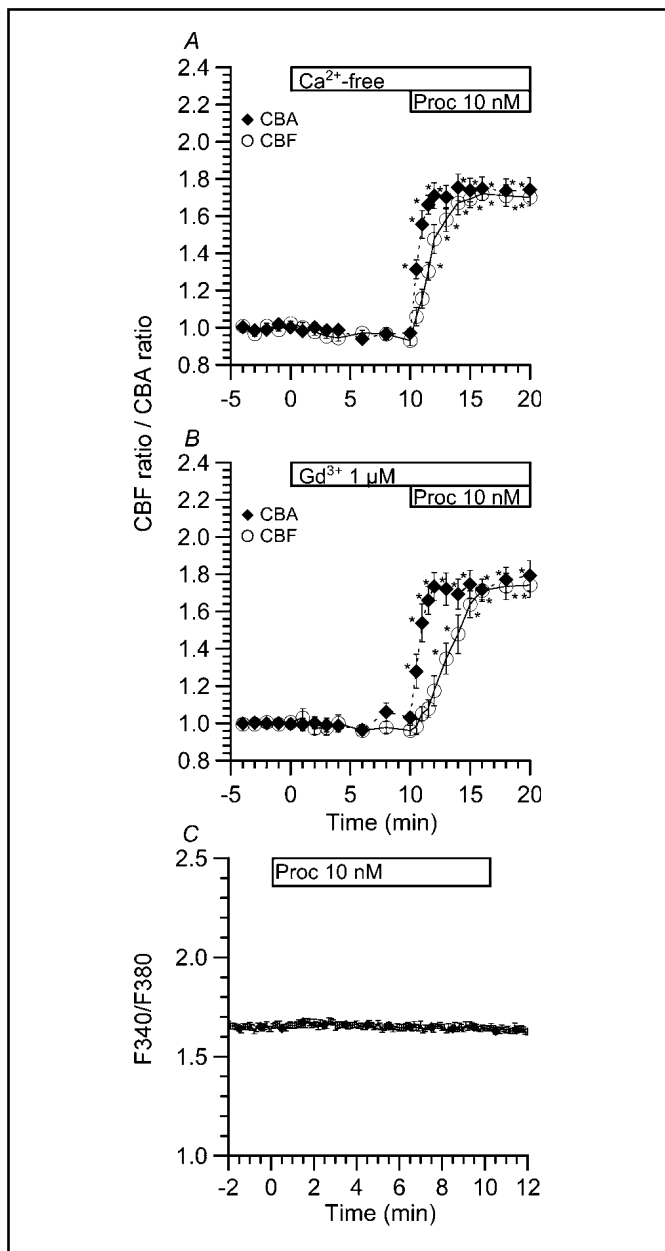 A
2.4
2.2
2.0
1.8
1.6
1.4
1.2
1.0
0.8
Ca²⁺-free
Proc 10 nM
CBA
CBF
-5 0 5 10 15 20
CBF ratio / CBA ratio
B
2.4
2.2
2.0
1.8
1.6
1.4
1.2
1.0
0.8
Gd³⁺ 1 µM
Proc 10 nM
CBA
CBF
-5 0 5 10 15 20
Time (min)
C
2.5
2.0
1.5
1.0
Proc 10 nM
F340/F380
-2 0 2 4 6 8 10 12
Time (min)